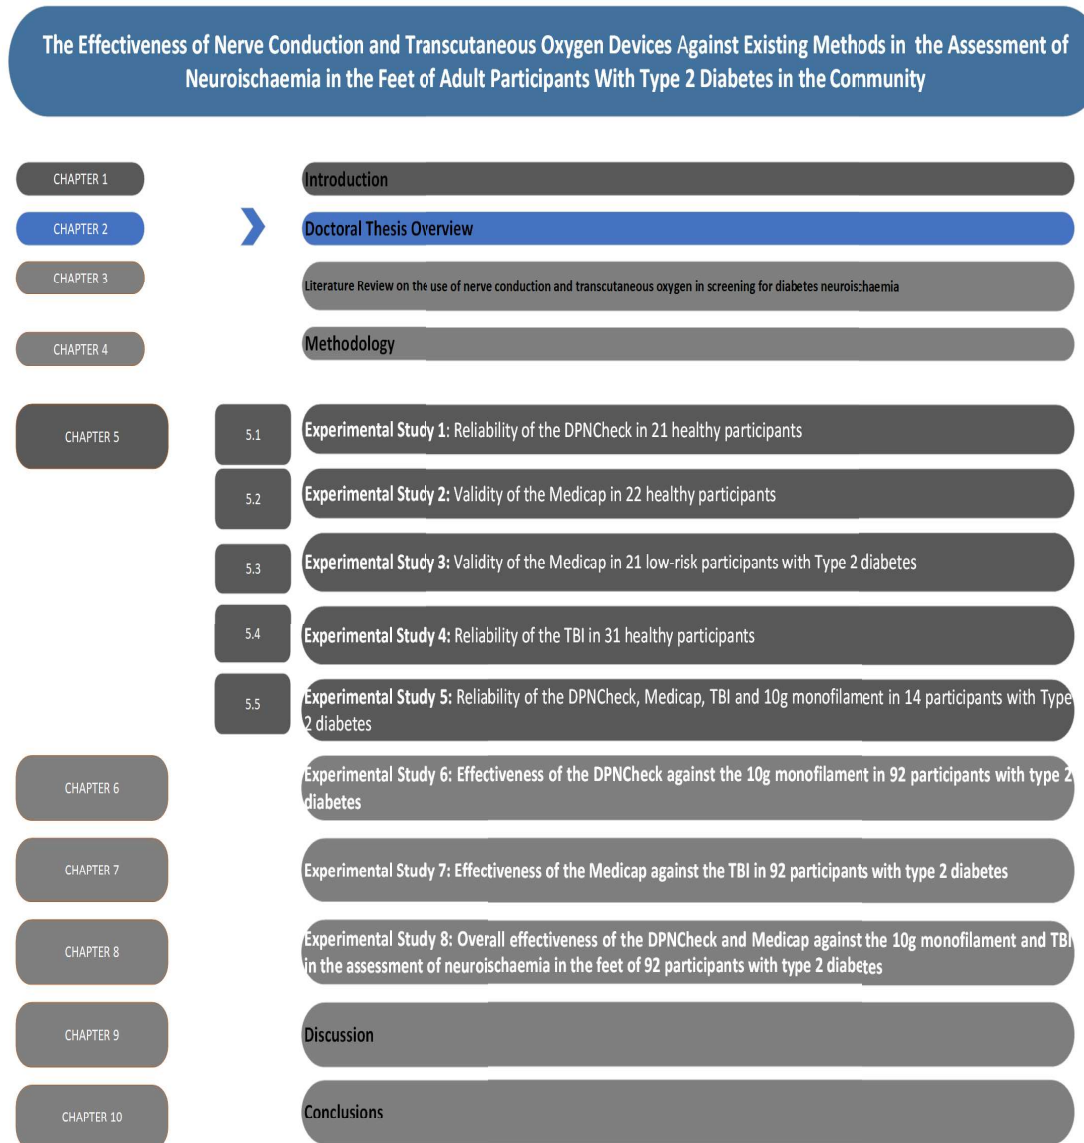 The Effectiveness of Nerve Conduction and Transcutaneous Oxygen Devices Against Existing Methods in the Assessment of
Neuroischaemia in the Feet of Adult Participants With Type 2 Diabetes in the Community
CHAPTER 1
Introduction
CHAPTER 2
Doctoral Thesis Overview
CHAPTER 3
Literature Review on the use of nerve conduction and transcutaneous oxygen in screening for diabetes neuroischaemia
CHAPTER 4
Methodology
CHAPTER 5
5.1
Experimental Study 1: Reliability of the DPNCheck in 21 healthy participants
5.2
Experimental Study 2: Validity of the Medicap in 22 healthy participants
5.3
Experimental Study 3: Validity of the Medicap in 21 low-risk participants with Type 2 diabetes
5.4
Experimental Study 4: Reliability of the TBI in 31 healthy participants
5.5
Experimental Study 5: Reliability of the DPNCheck, Medicap, TBI and 10g monofilament in 14 participants with Type
2 diabetes
CHAPTER 6
Experimental Study 6: Effectiveness of the DPNCheck against the 10g monofilament in 92 participants with type 2
diabetes
CHAPTER 7
Experimental Study 7: Effectiveness of the Medicap against the TBI in 92 participants with type 2 diabetes
CHAPTER 8
Experimental Study 8: Overall effectiveness of the DPNCheck and Medicap against the 10g monofilament and TBI
in the assessment of neuroischaemia in the feet of 92 participants with type 2 diabetes
CHAPTER 9
Discussion
CHAPTER 10
Conclusions